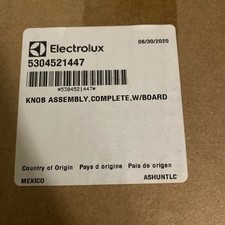 Electrolux
06/30/2020
5304521447
*5304521447*
KNOB ASSEMBLY,COMPLETE,W/BOARD
Country of Origin Pays d origine Pais de origen
MEXICO
ASHUNTLC